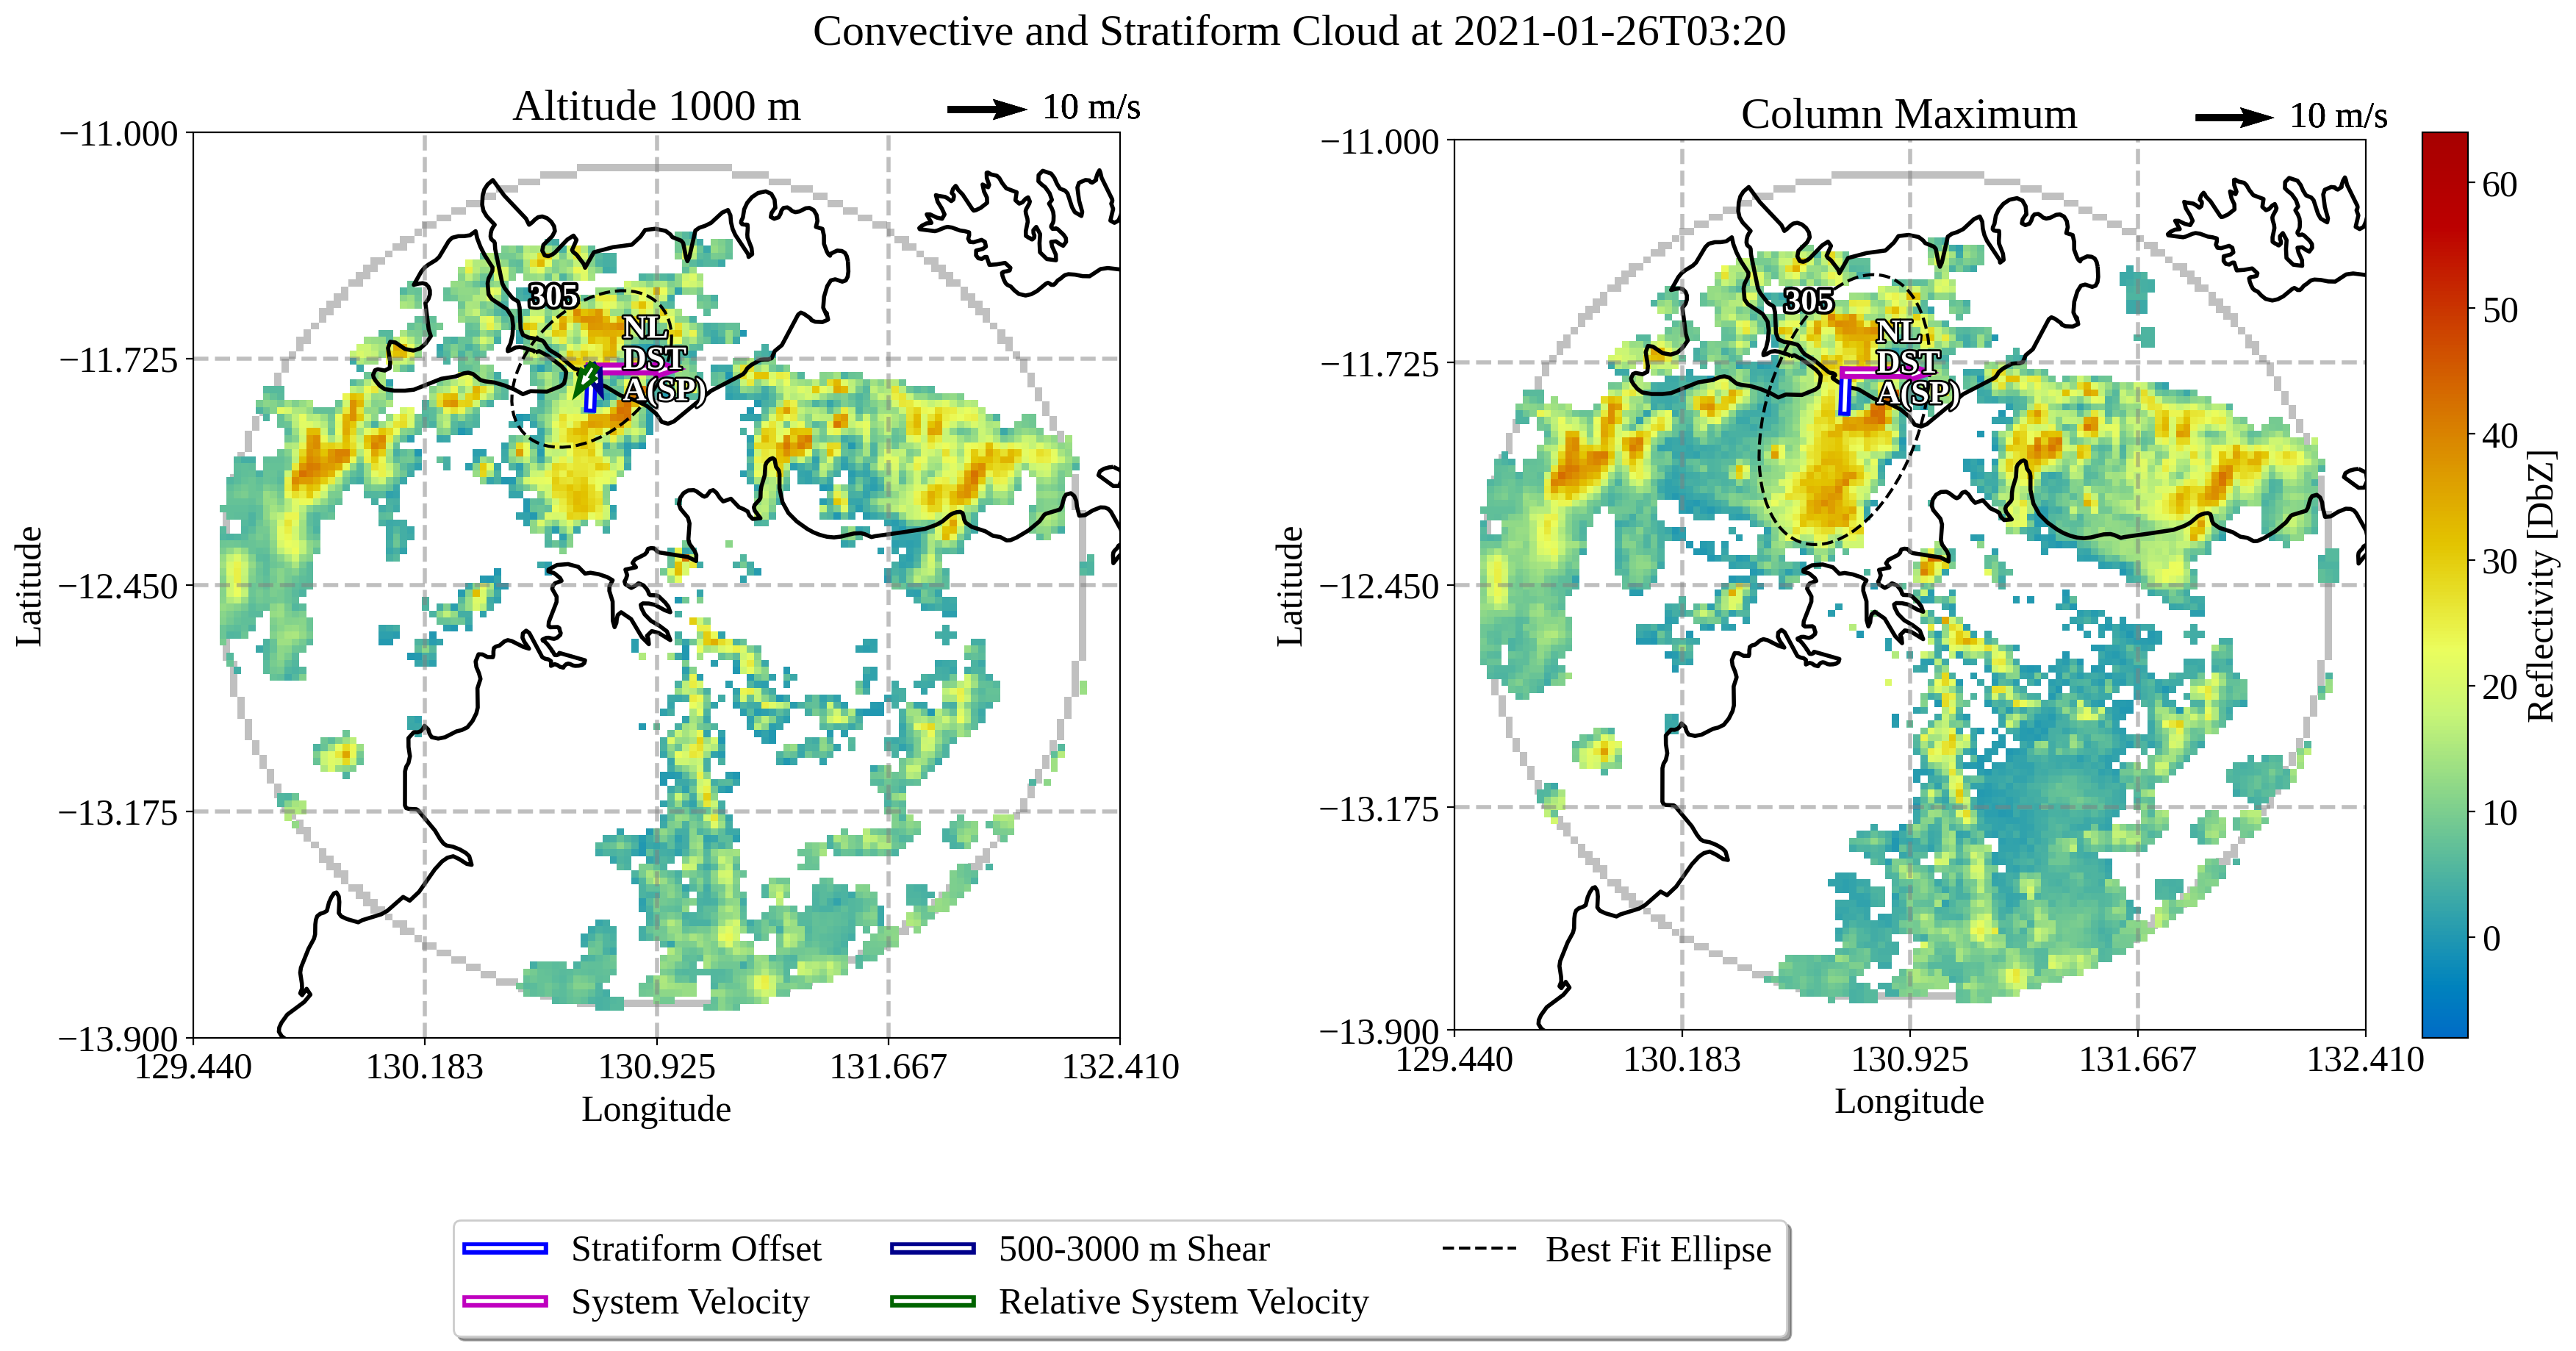 Convective and Stratiform Cloud at 2021-01-26T03:20
Altitude 1000 m
10 m/s
−11.000
−11.725
−12.450
−13.175
−13.900
Latitude
129.440
130.183
130.925
131.667
132.410
Longitude
305
NL
DST
A(SP)
Column Maximum
10 m/s
−11.000
−11.725
−12.450
−13.175
−13.900
Latitude
129.440
130.183
130.925
131.667
132.410
Longitude
305
NL
DST
A(SP)
60
50
40
30
20
10
0
Reflectivity [DbZ]
Stratiform Offset
500-3000 m Shear
Best Fit Ellipse
System Velocity
Relative System Velocity